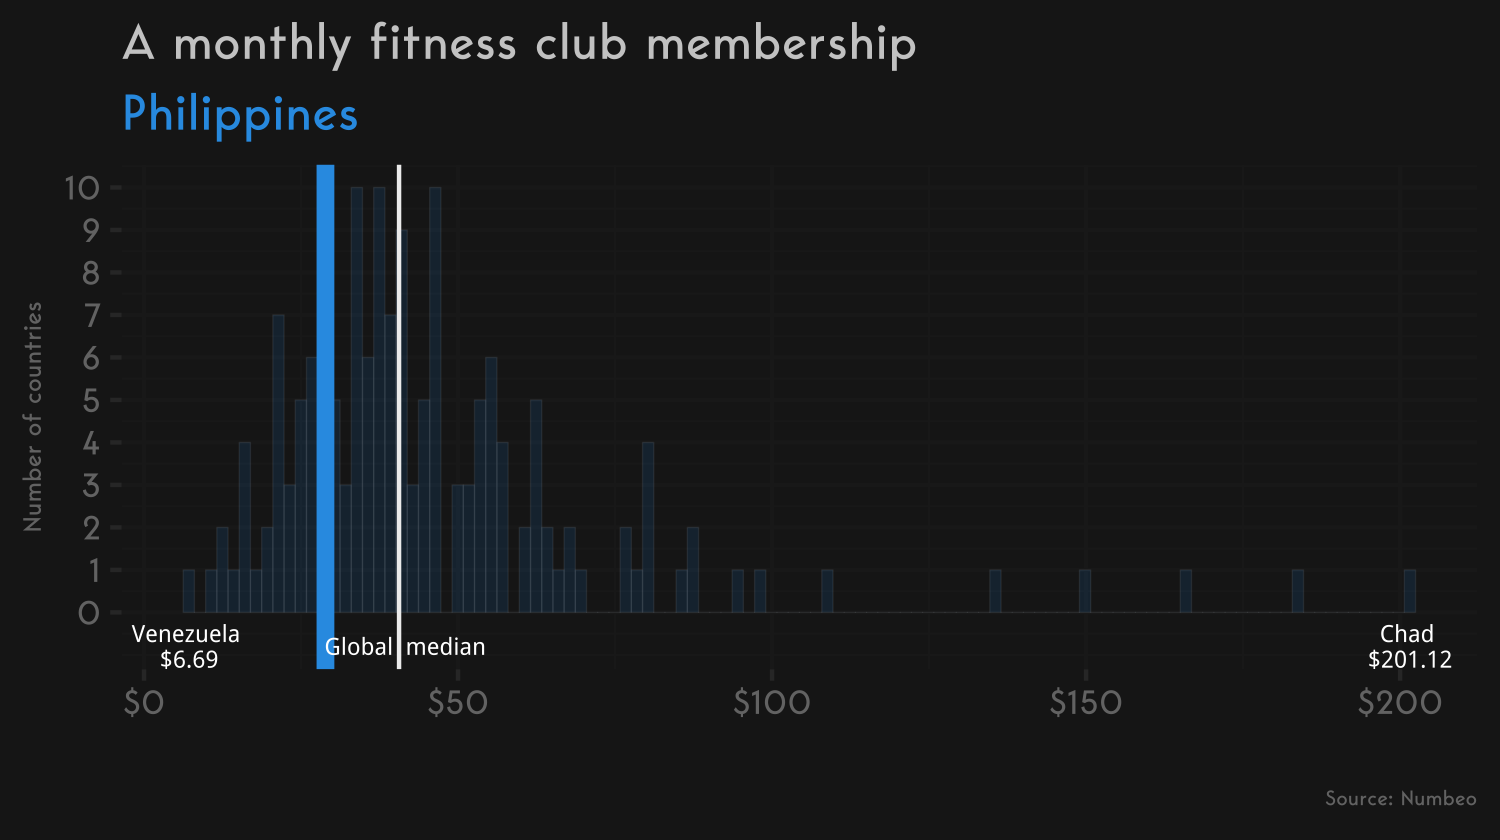 A monthly fitness club membership
Philippines
Number of countries
10
9
8
7
6
5
4
3
2
1
0
Venezuela
$6.69
Global median
Chad
$201.12
$0 $50 $100 $150 $200
Source: Numbeo